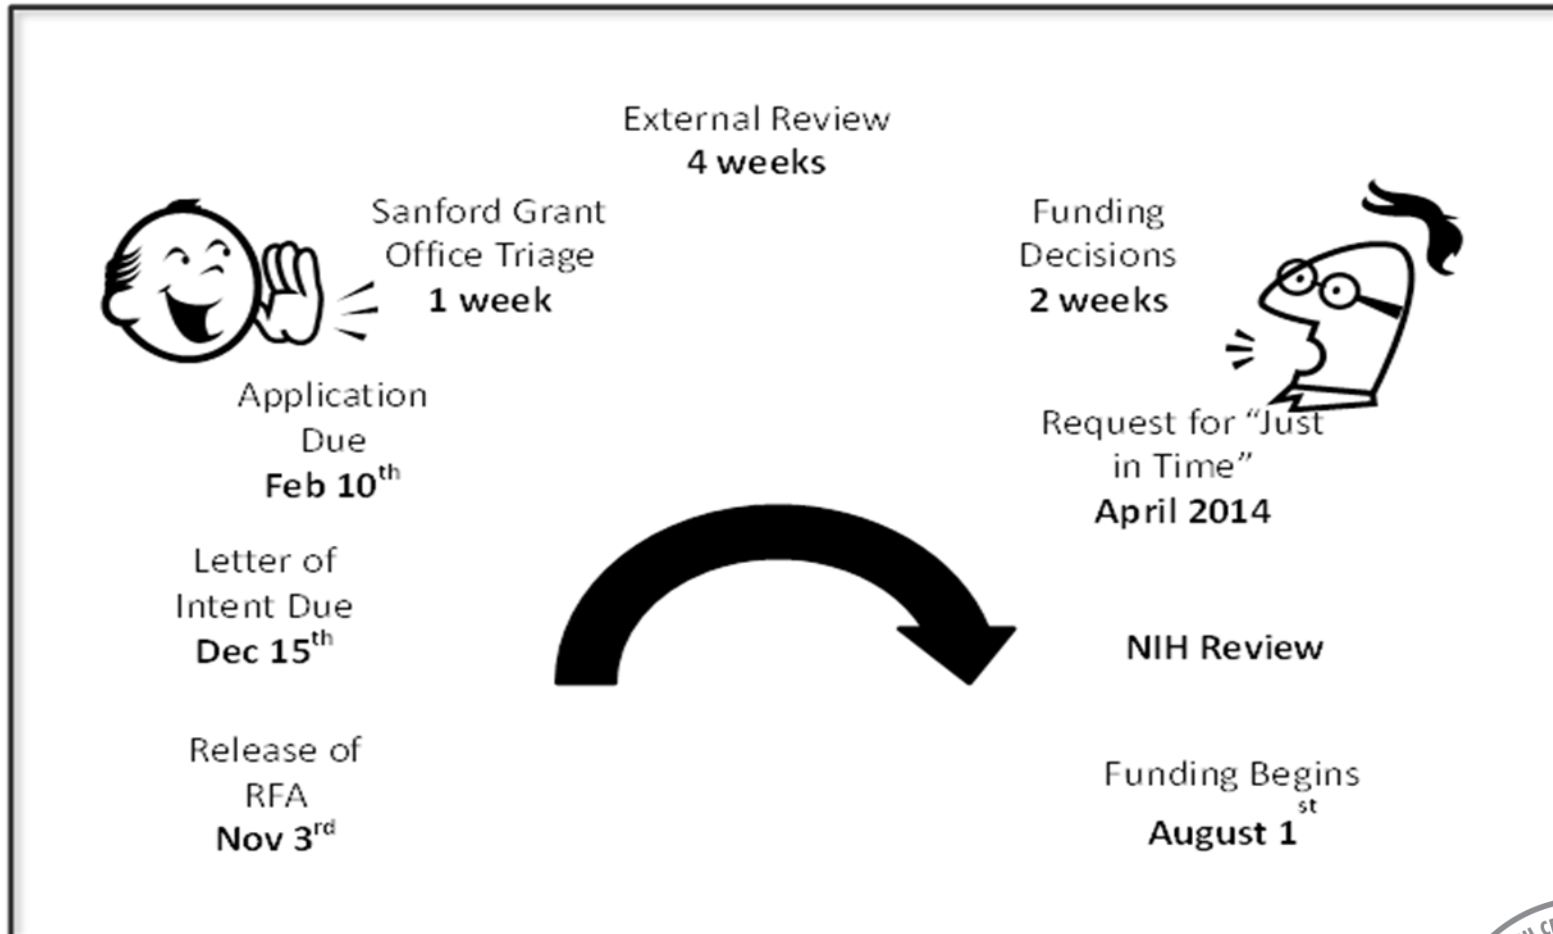 External Review
4 weeks
Sanford Grant
Office Triage
1 week
Funding
Decisions
2 weeks
Application
Due
Feb 10th
Request for “Just
in Time”
April 2014
Letter of
Intent Due
Dec 15th
NIH Review
Release of
RFA
Nov 3rd
Funding Begins
August 1st